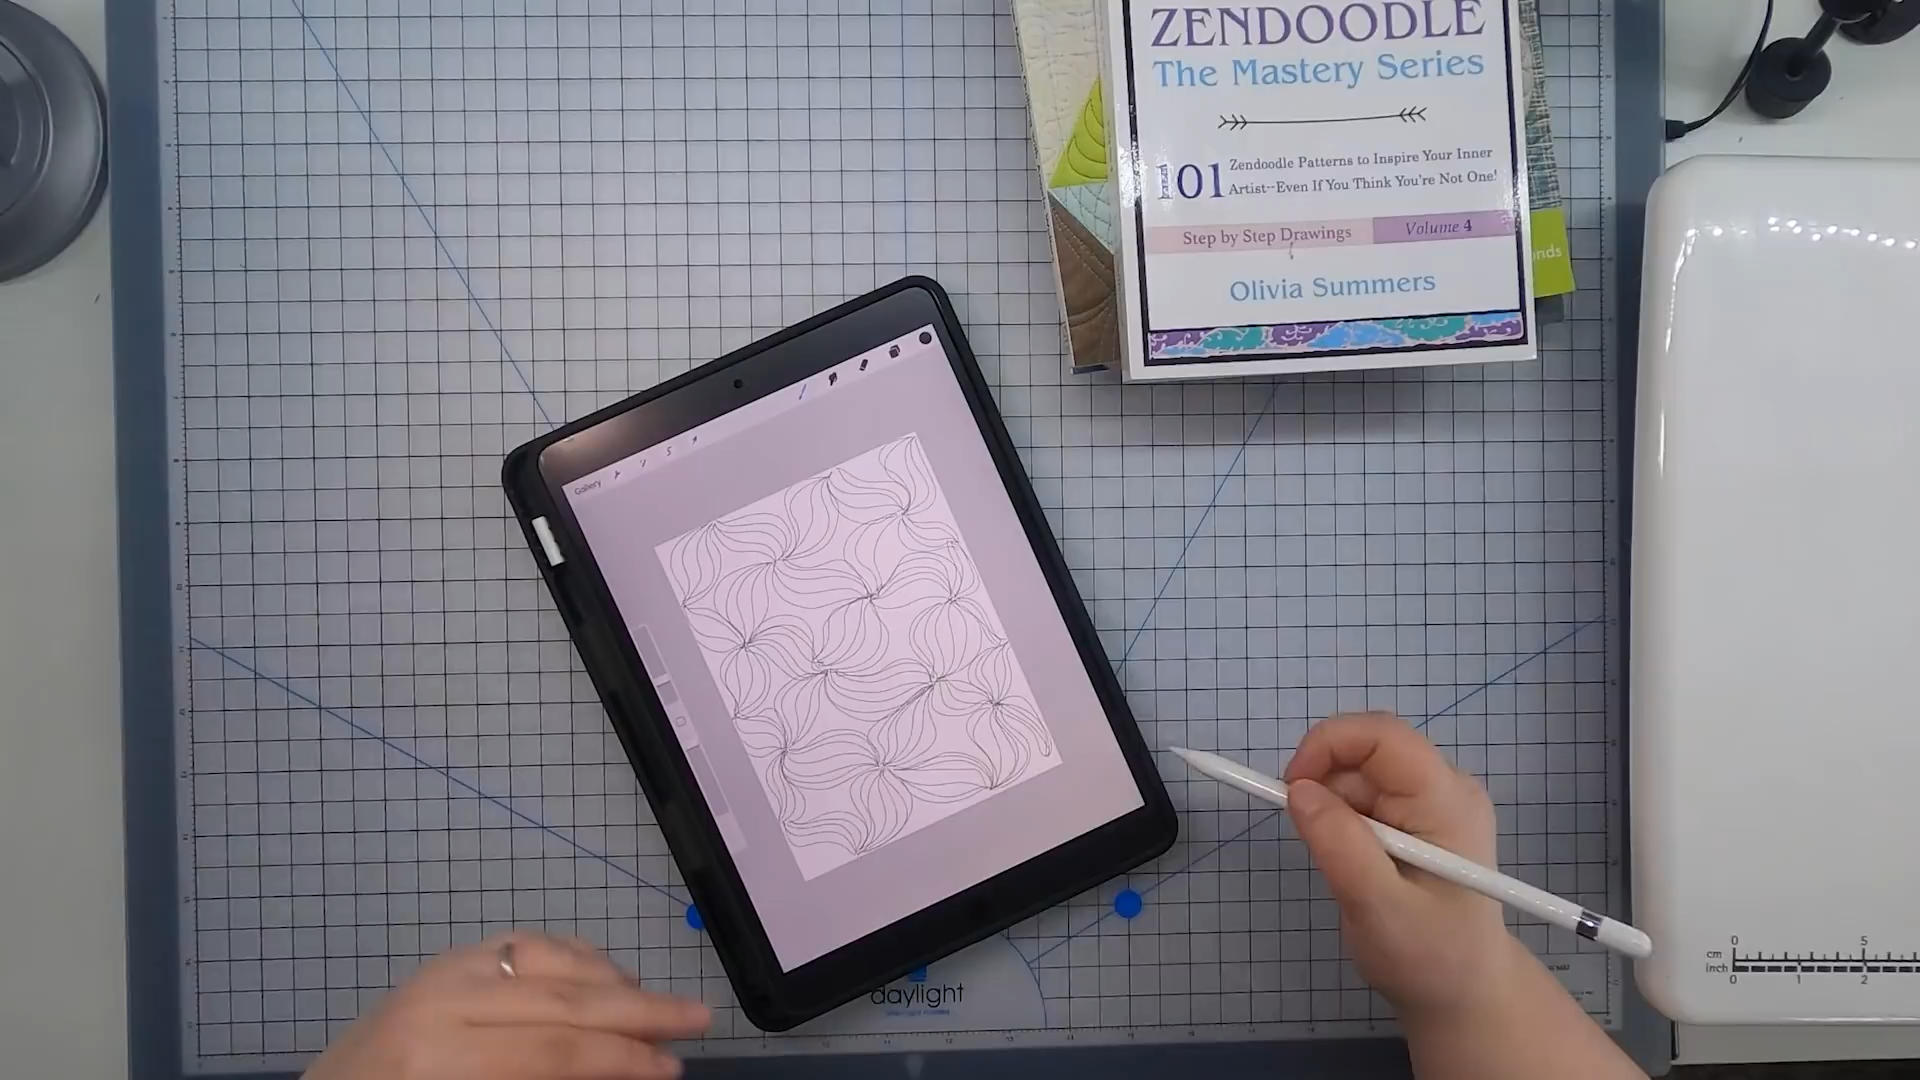 ZENDOODLE
The Mastery Series
101 Zendoodle Patterns to Inspire Your Inner
Artist--Even If You Think You're Not One!
Step by Step Drawings
Volume 4
Olivia Summers
Gallery
daylight
cm
inch
0
5
0
1
2